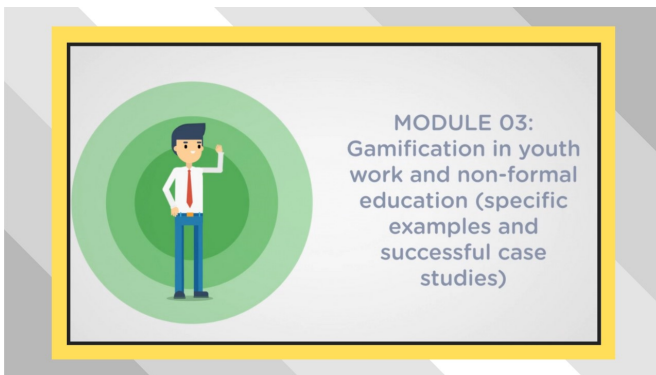 MODULE 03:
Gamification in youth
work and non-formal
education (specific
examples and
successful case
studies)